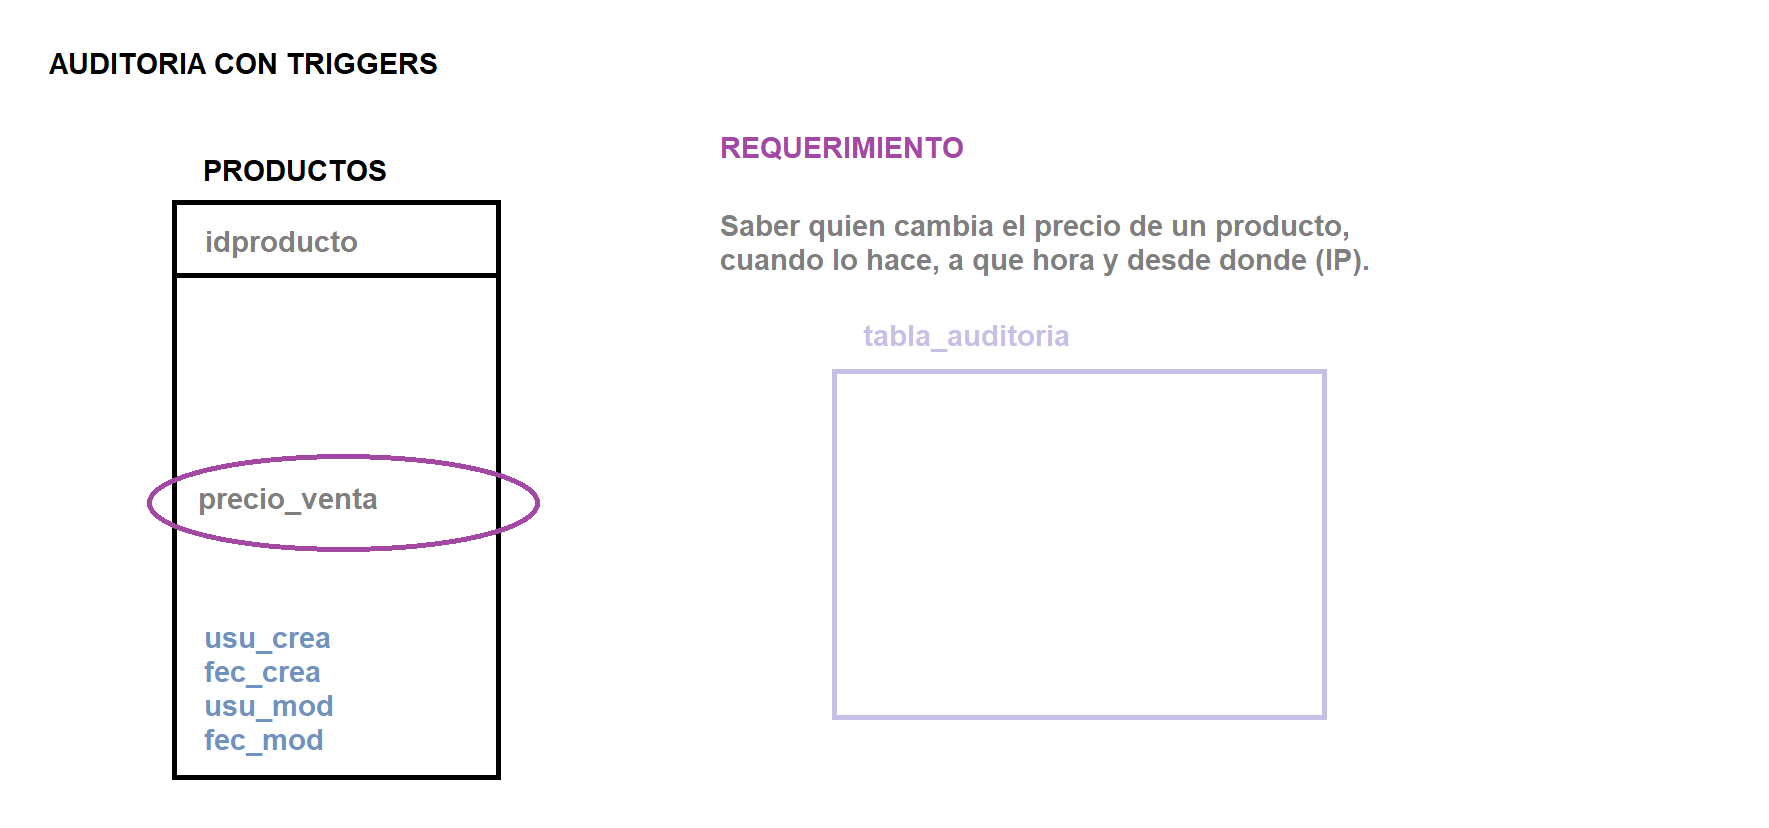 AUDITORIA CON TRIGGERS
PRODUCTOS
idproducto
precio_venta
usu_crea
fec_crea
usu_mod
fec_mod
REQUERIMIENTO
Saber quien cambia el precio de un producto,
cuando lo hace, a que hora y desde donde (IP).
tabla_auditoria